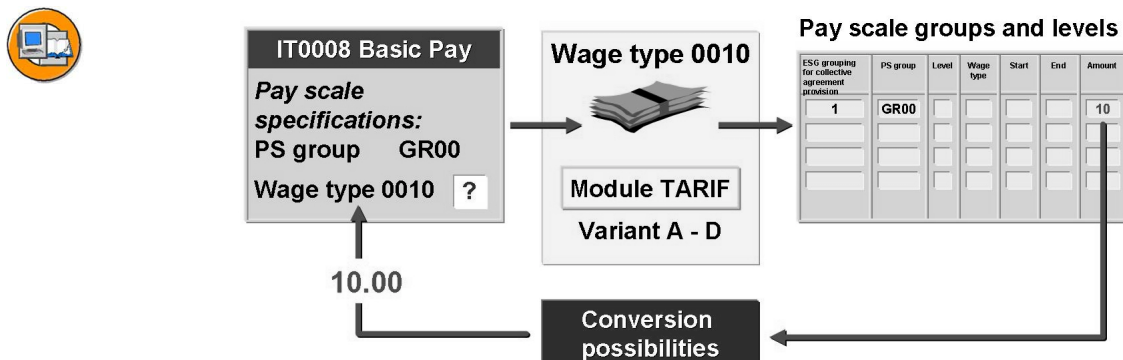 Pay scale groups and levels
IT0008 Basic Pay
Pay scale
specifications:
PS group GR00
Wage type 0010 ?
Wage type 0010
Module TARIF
Variant A - D
ESG grouping
for collective
agreement
provision
PS group
Level
Wage
type
Start
End
Amount
1 GR00 10
10.00
Conversion
possibilities